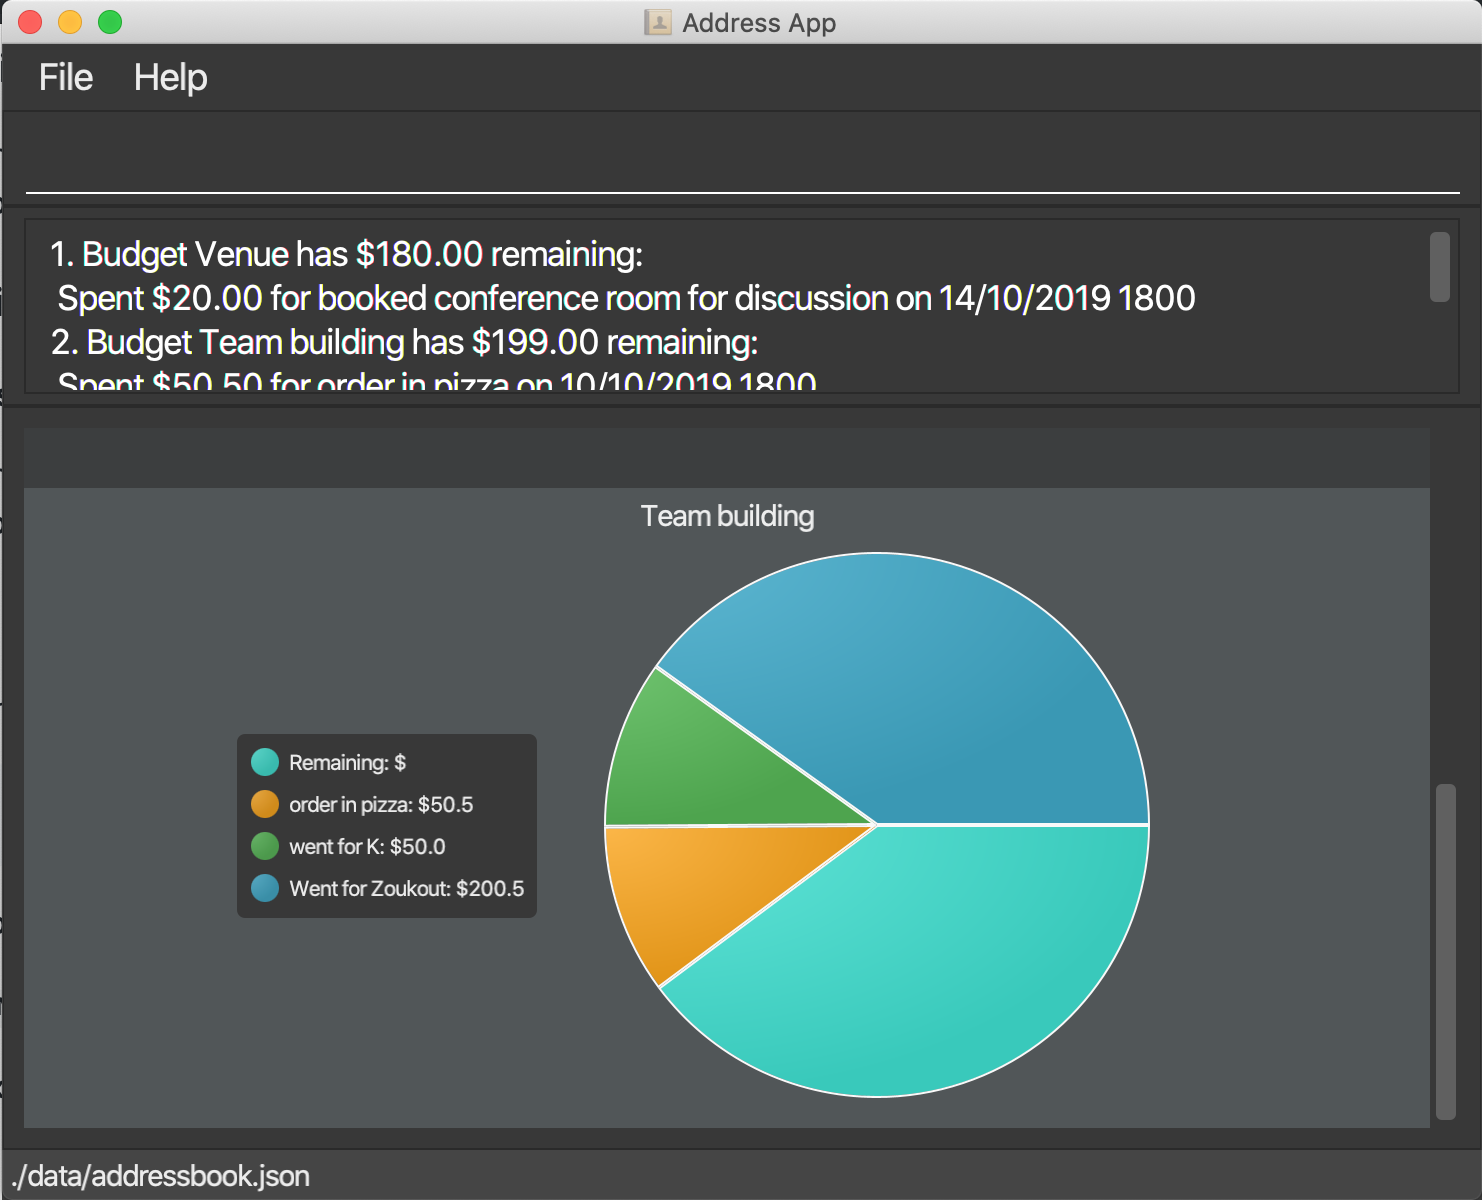 Address App
File Help
1. Budget Venue has $180.00 remaining:
Spent $20.00 for booked conference room for discussion on 14/10/2019 1800
2. Budget Team building has $199.00 remaining:
Spent $50.50 for order in pizza on 10/10/2019 1800
Team building
Remaining: $
order in pizza: $50.5
went for K: $50.0
Went for Zoukout: $200.5
./data/addressbook.json